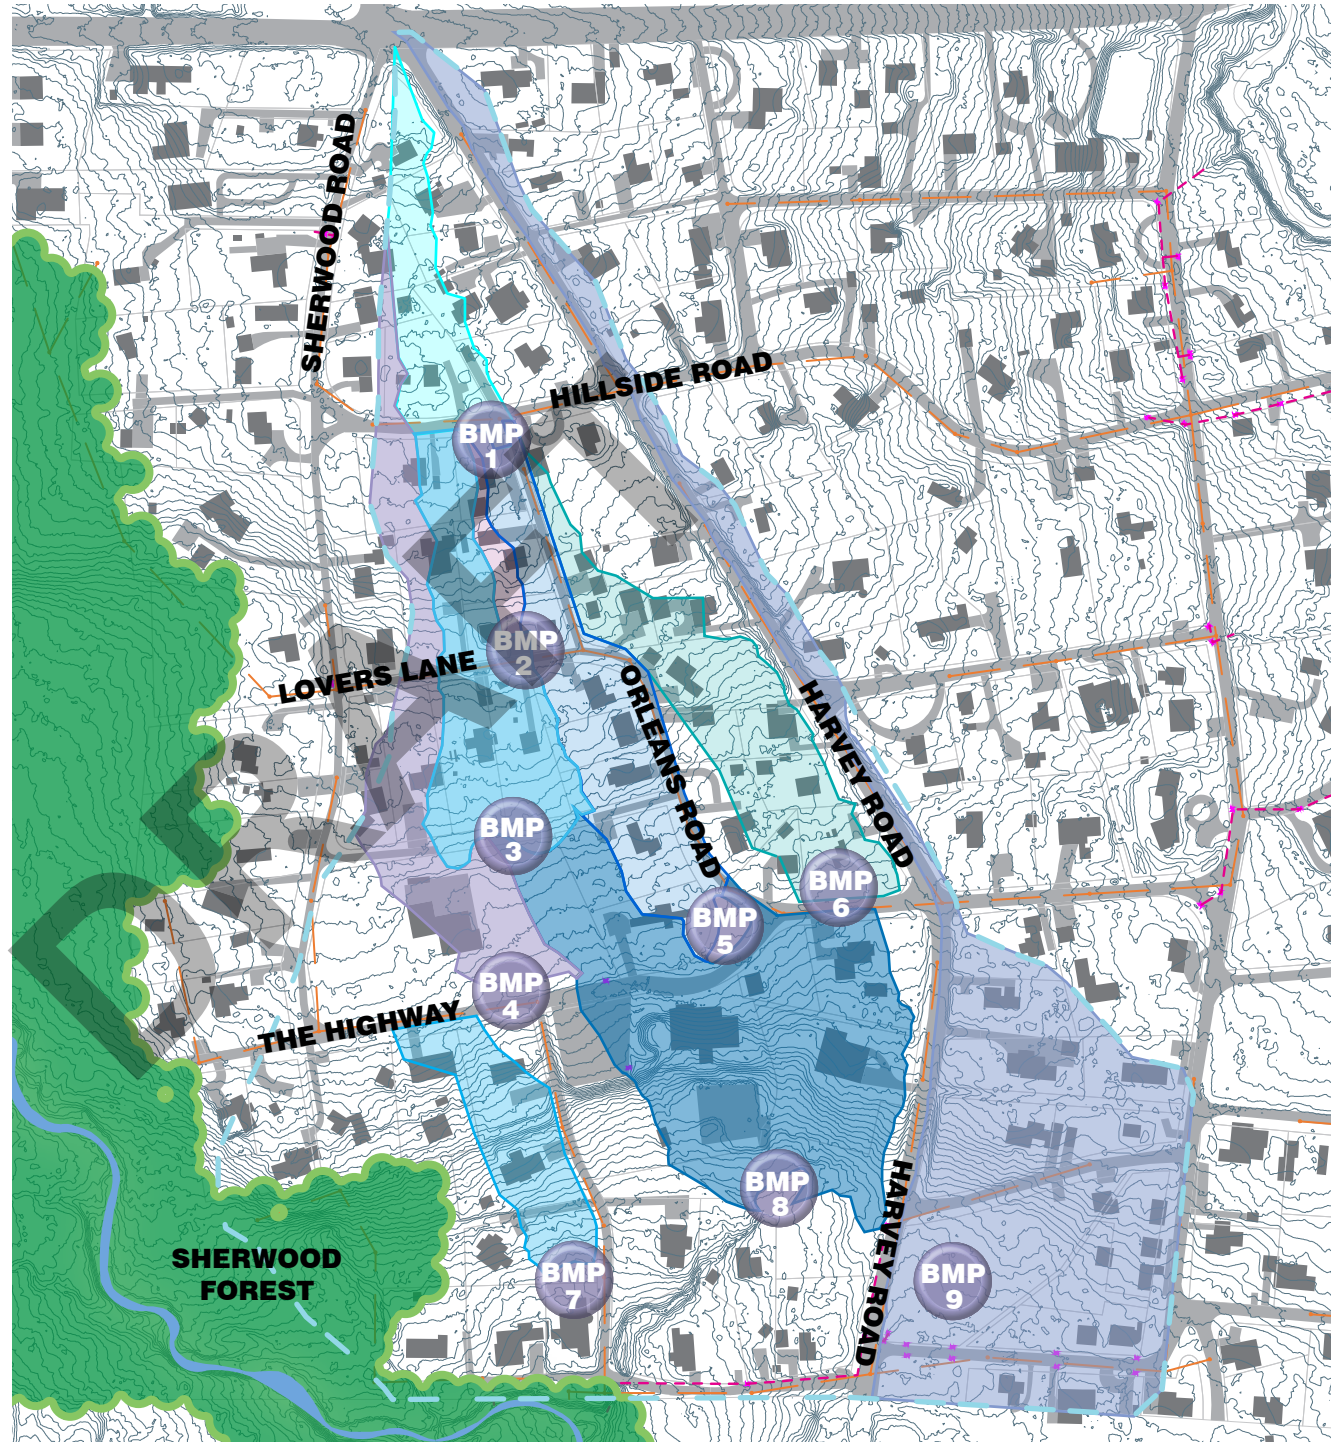 SHERWOOD ROAD
HILLSIDE ROAD
BMP
1
BMP
2
LOVERS LANE
ORLEANS ROAD
HARVEY ROAD
BMP
3
BMP
6
BMP
5
BMP
4
THE HIGHWAY
BMP
8
HARVEY ROAD
SHERWOOD
FOREST
BMP
7
BMP
9
DRAFT